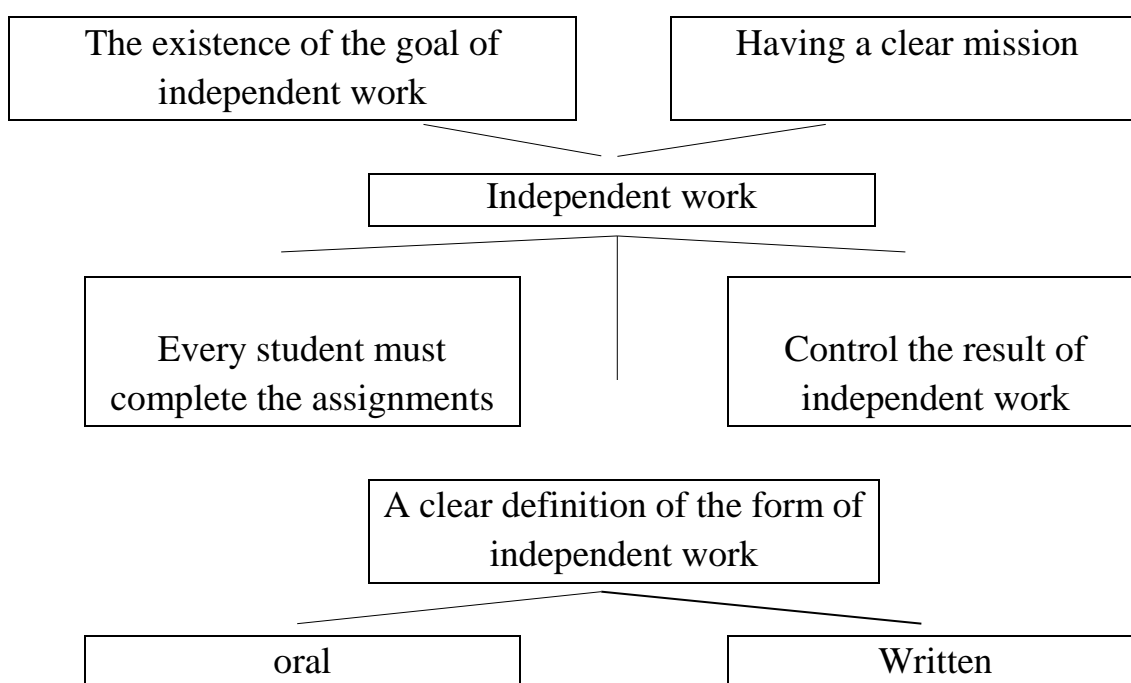 The existence of the goal of
independent work
Having a clear mission
Independent work
Every student must
complete the assignments
Control the result of
independent work
A clear definition of the form of
independent work
oral
Written